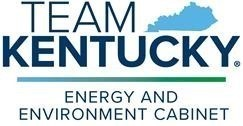 TEAM
KENTUCKY®
ENERGY AND
ENVIRONMENT CABINET